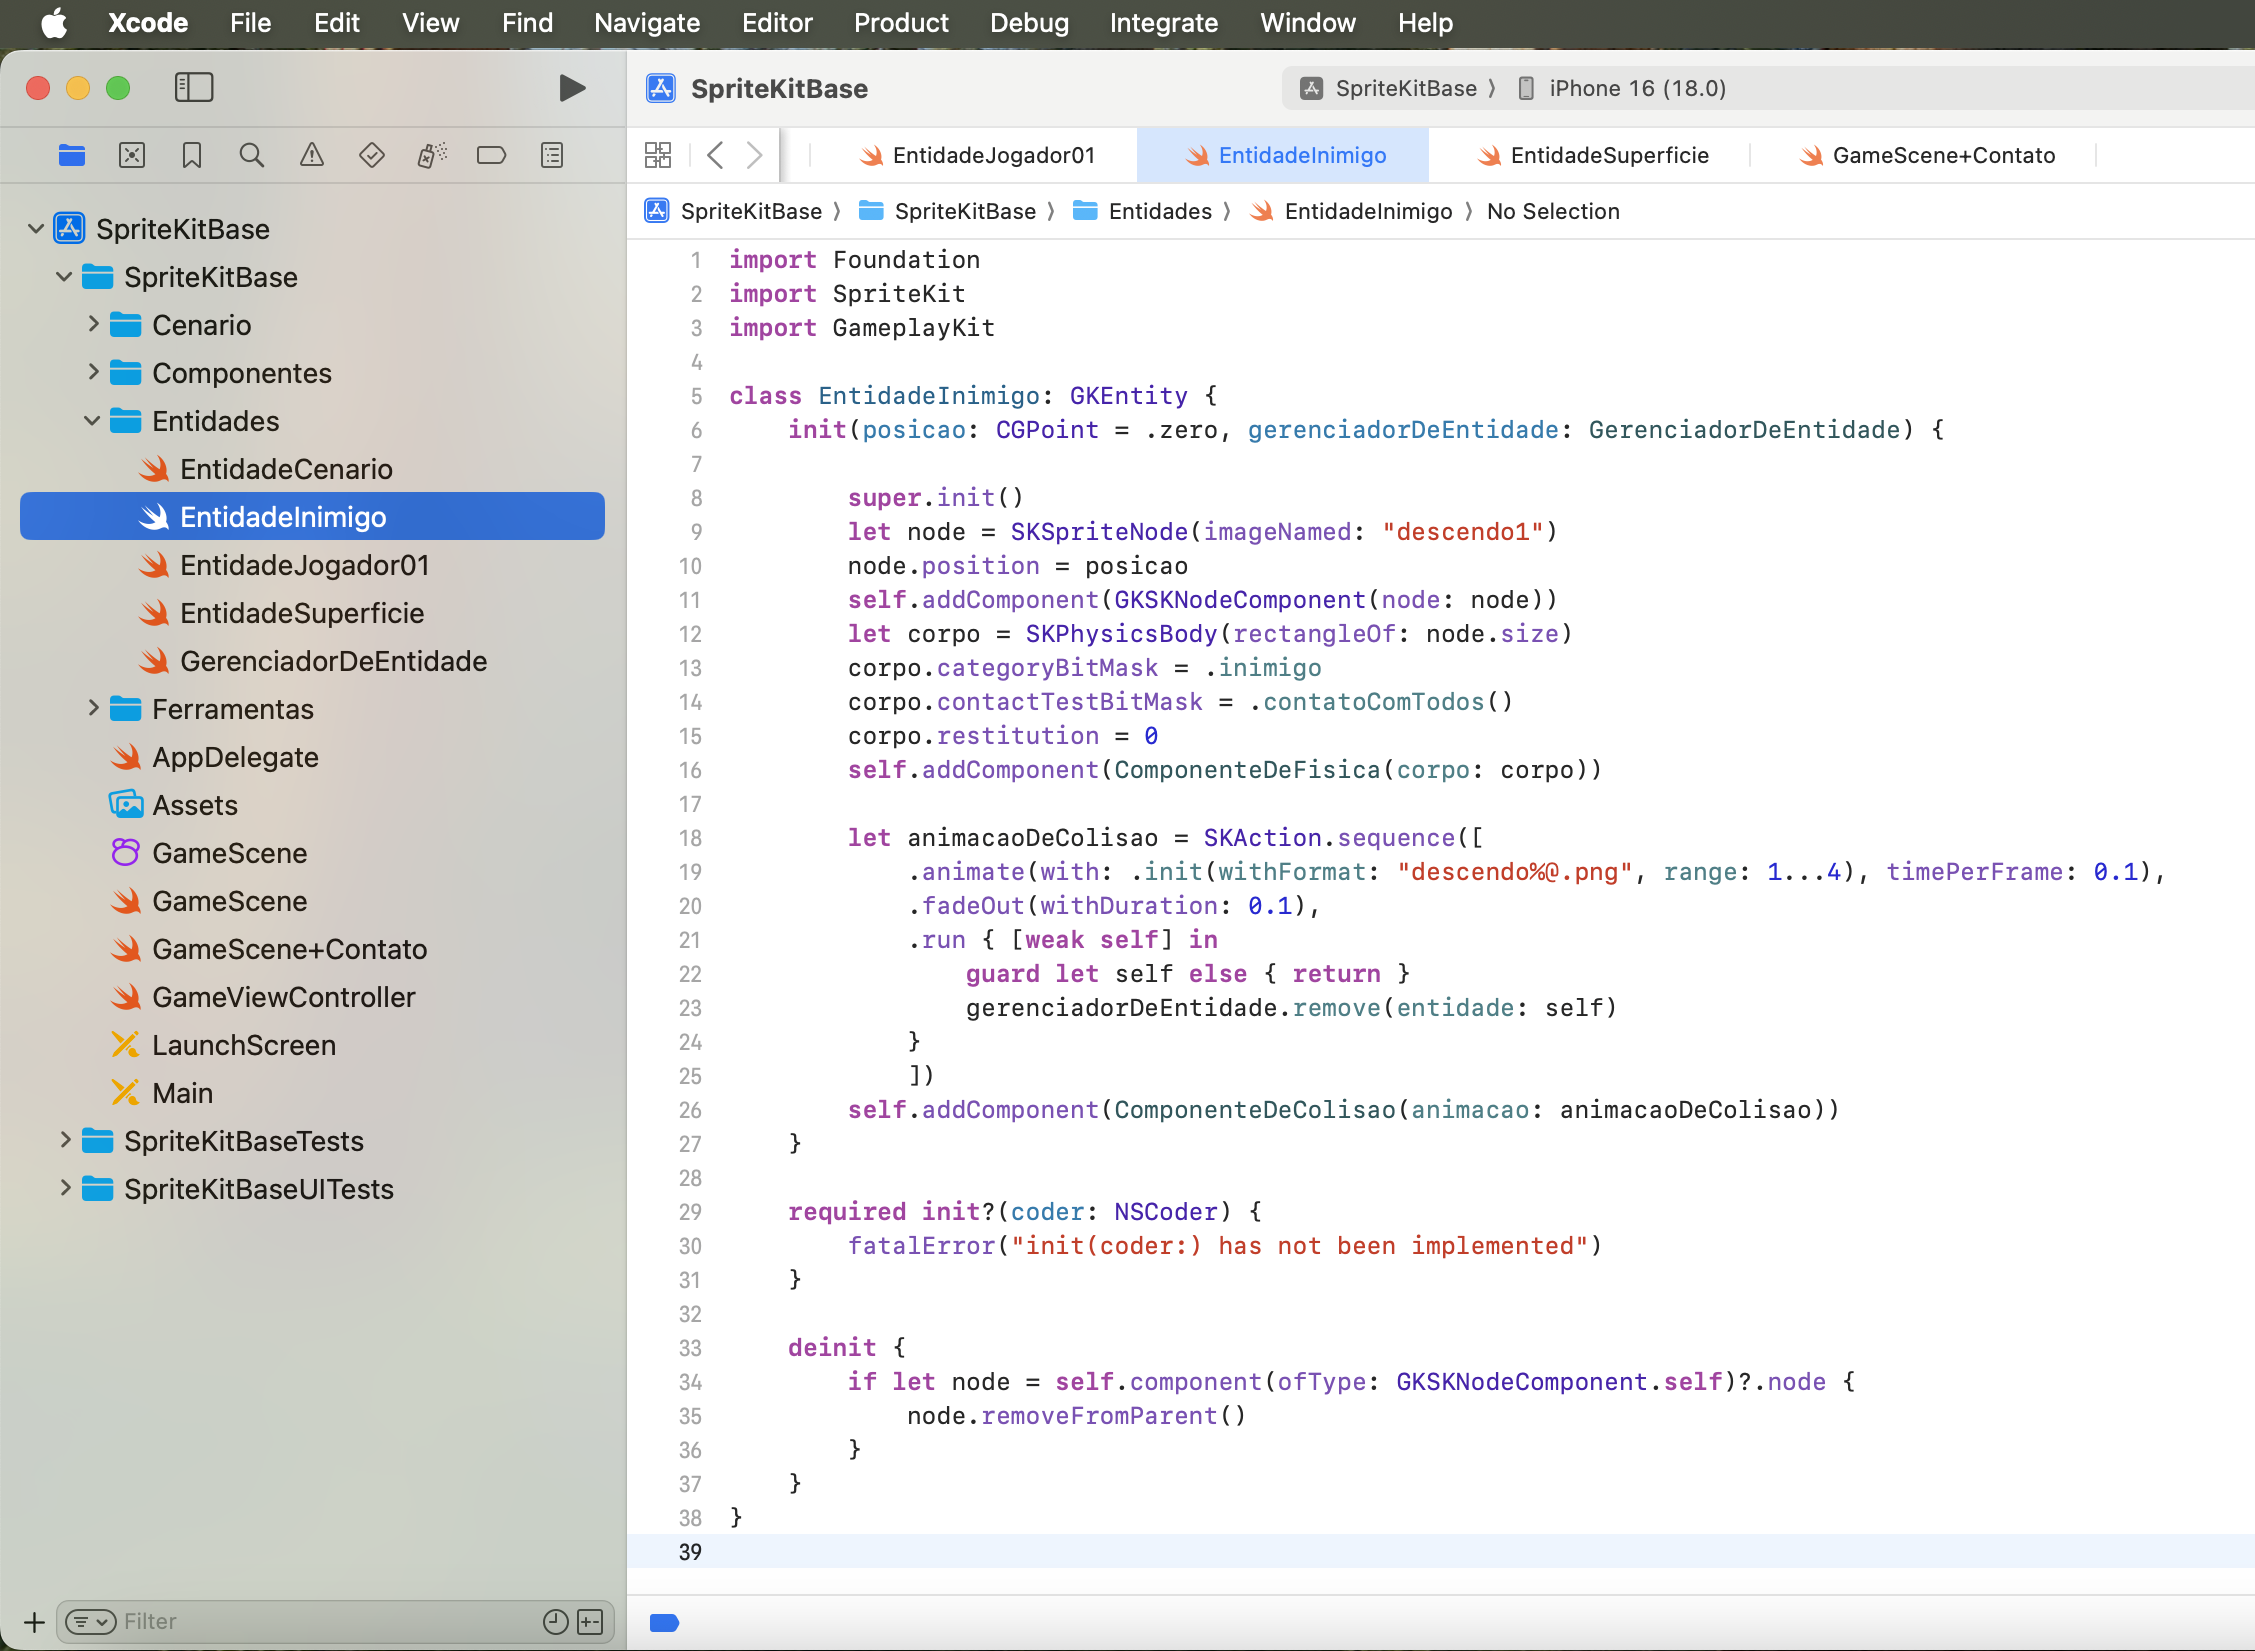 Xcode File Edit View Find Navigate Editor Product Debug Integrate Window Help
SpriteKitBase
SpriteKitBase 〉 iPhone 16 (18.0)
EntidadeJogador01
EntidadeInimigo
EntidadeSuperficie
GameScene+Contato
SpriteKitBase 〉 SpriteKitBase 〉 Entidades 〉 EntidadeInimigo 〉 No Selection
SpriteKitBase
SpriteKitBase
Cenario
Componentes
Entidades
EntidadeCenario
EntidadeInimigo
EntidadeJogador01
EntidadeSuperficie
GerenciadorDeEntidade
Ferramentas
AppDelegate
Assets
GameScene
GameScene
GameScene+Contato
GameViewController
LaunchScreen
Main
SpriteKitBaseTests
SpriteKitBaseUITests
Filter
1 import Foundation
2 import SpriteKit
3 import GameplayKit
4
5 class EntidadeInimigo: GKEntity {
6     init(posicao: CGPoint = .zero, gerenciadorDeEntidade: GerenciadorDeEntidade) {
7
8         super.init()
9         let node = SKSpriteNode(imageNamed: "descendo1")
10         node.position = posicao
11         self.addComponent(GKSKNodeComponent(node: node))
12         let corpo = SKPhysicsBody(rectangleOf: node.size)
13         corpo.categoryBitMask = .inimigo
14         corpo.contactTestBitMask = .contatoComTodos()
15         corpo.restitution = 0
16         self.addComponent(ComponenteDeFisica(corpo: corpo))
17
18         let animacaoDeColisao = SKAction.sequence([
19             .animate(with: .init(withFormat: "descendo%@.png", range: 1...4), timePerFrame: 0.1),
20             .fadeOut(withDuration: 0.1),
21             .run { [weak self] in
22                 guard let self else { return }
23                 gerenciadorDeEntidade.remove(entidade: self)
24             }
25             ])
26         self.addComponent(ComponenteDeColisao(animacao: animacaoDeColisao))
27     }
28
29     required init?(coder: NSCoder) {
30         fatalError("init(coder:) has not been implemented")
31     }
32
33     deinit {
34         if let node = self.component(ofType: GKSKNodeComponent.self)?.node {
35             node.removeFromParent()
36         }
37     }
38 }
39